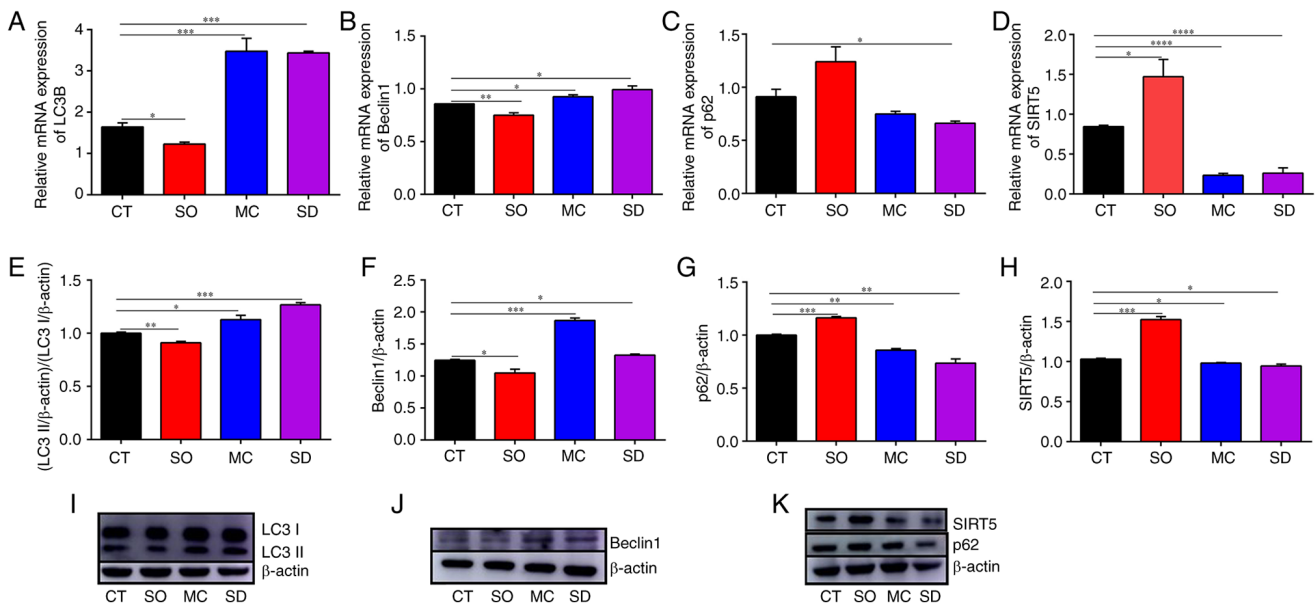 A
Relative mRNA expression
of LC3B
4
3
2
1
0
***
***
*
CT SO MC SD
B
Relative mRNA expression
of Beclin1
1.5
1.0
0.5
0.0
*
*
**
CT SO MC SD
C
Relative mRNA expression
of p62
1.5
1.0
0.5
0.0
*
CT SO MC SD
D
Relative mRNA expression
of SIRT5
2.0
1.5
1.0
0.5
0.0
****
****
*
CT SO MC SD
E
(LC3 II/β-actin)/(LC3 I/β-actin)
1.5
1.0
0.5
0.0
***
*
**
CT SO MC SD
F
Beclin1/β-actin
2.5
2.0
1.5
1.0
0.5
0.0
*
***
*
CT SO MC SD
G
p62/β-actin
1.5
1.0
0.5
0.0
**
**
***
CT SO MC SD
H
SIRT5/β-actin
2.0
1.5
1.0
0.5
0.0
*
*
***
CT SO MC SD
I
LC3 I
LC3 II
β-actin
CT SO MC SD
J
Beclin1
β-actin
CT SO MC SD
K
SIRT5
p62
β-actin
CT SO MC SD